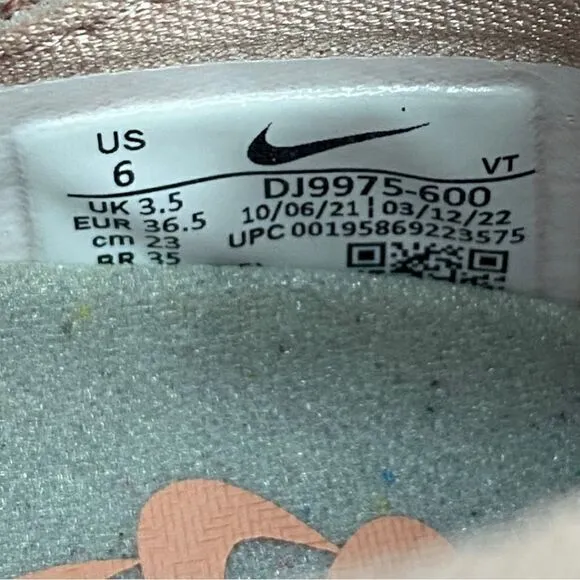 US
6
VT
UK 3.5
EUR 36.5
cm 23
BR 35
DJ9975-600
10/06/21 | 03/12/22
UPC 00195869223575